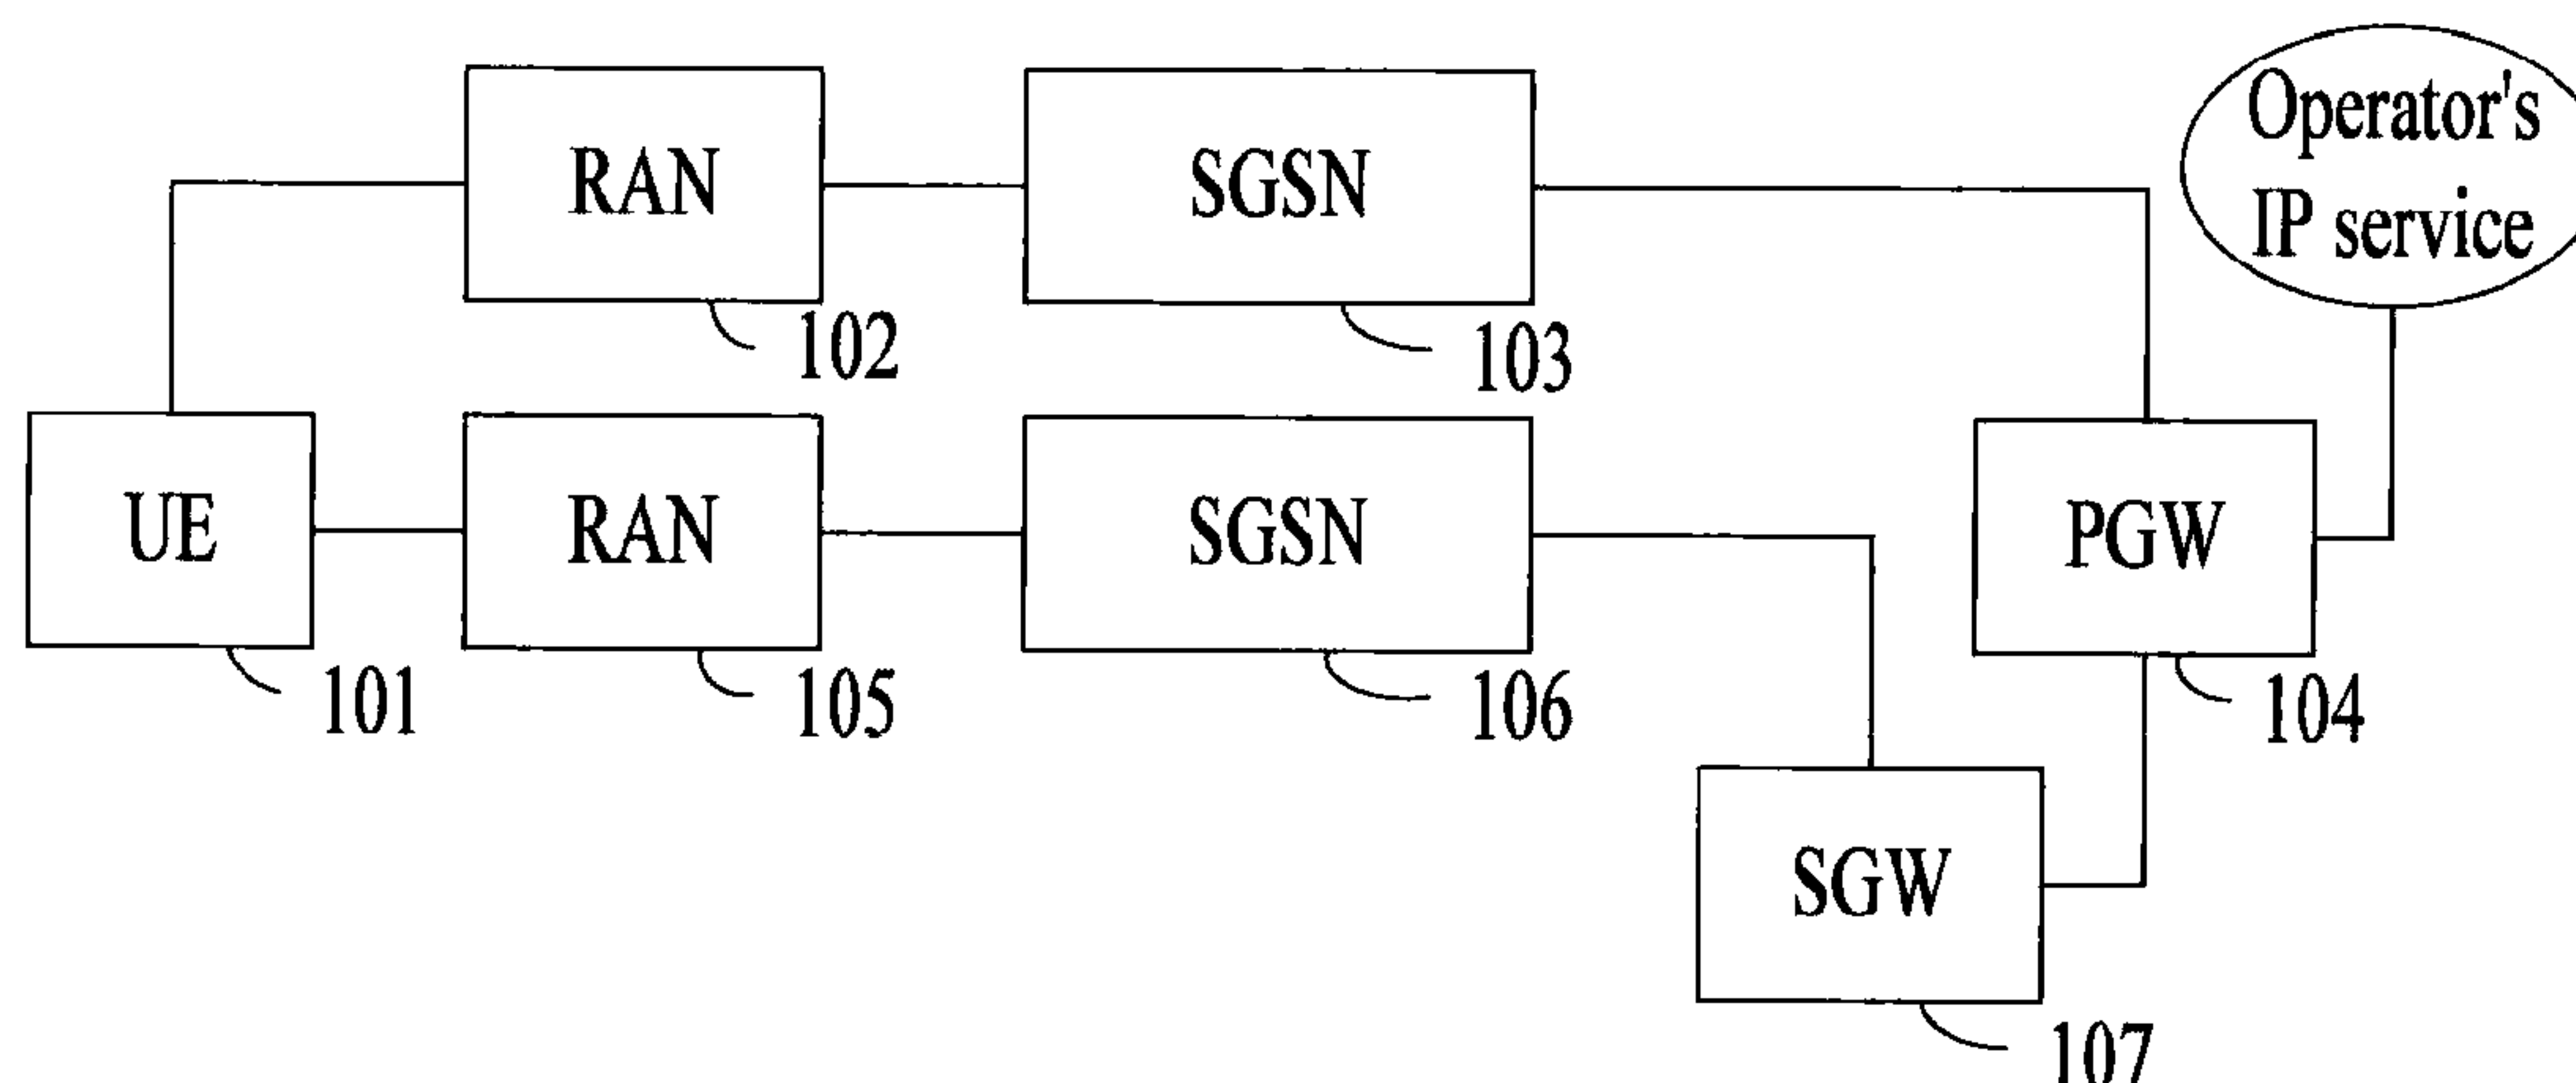 Operator's
IP service
RAN
SGSN
102
103
UE
RAN
SGSN
PGW
101
105
106
104
SGW
107